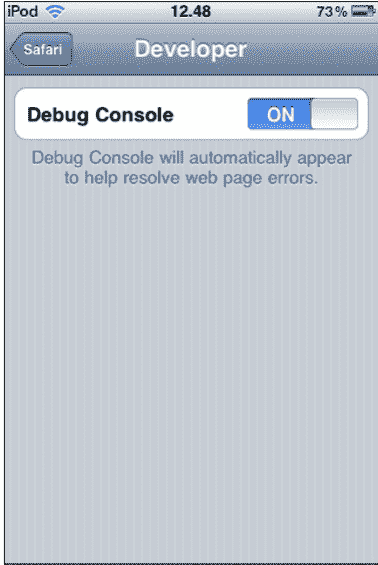 iPod 12.48 73%
Safari Developer
Debug Console ON
Debug Console will automatically appear
to help resolve web page errors.